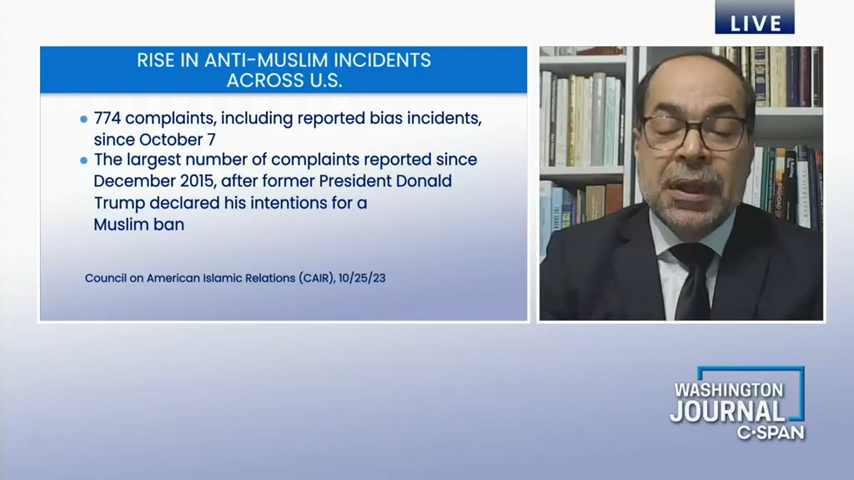 LIVE
RISE IN ANTI-MUSLIM INCIDENTS
ACROSS U.S.
774 complaints, including reported bias incidents,
since October 7
The largest number of complaints reported since
December 2015, after former President Donald
Trump declared his intentions for a
Muslim ban
Council on American Islamic Relations (CAIR), 10/25/23
WASHINGTON
JOURNAL
C-SPAN